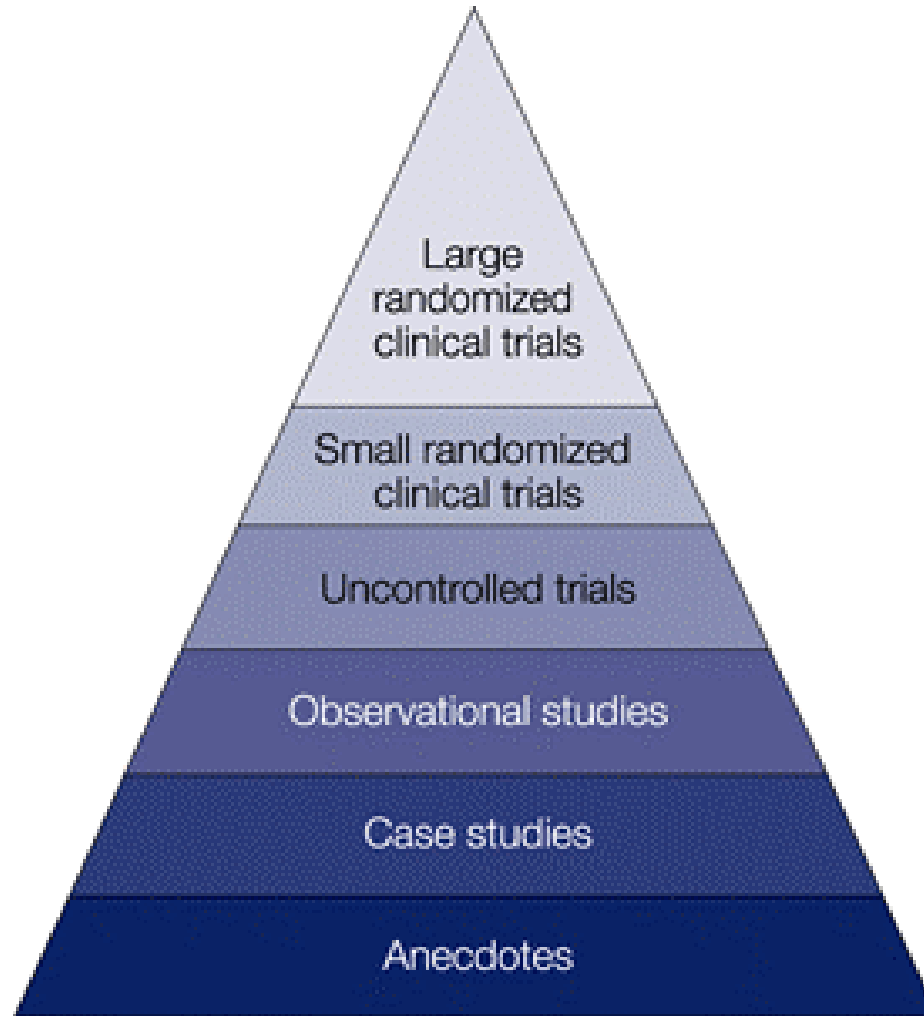 Large
randomized
clinical trials
Small randomized
clinical trials
Uncontrolled trials
Observational studies
Case studies
Anecdotes